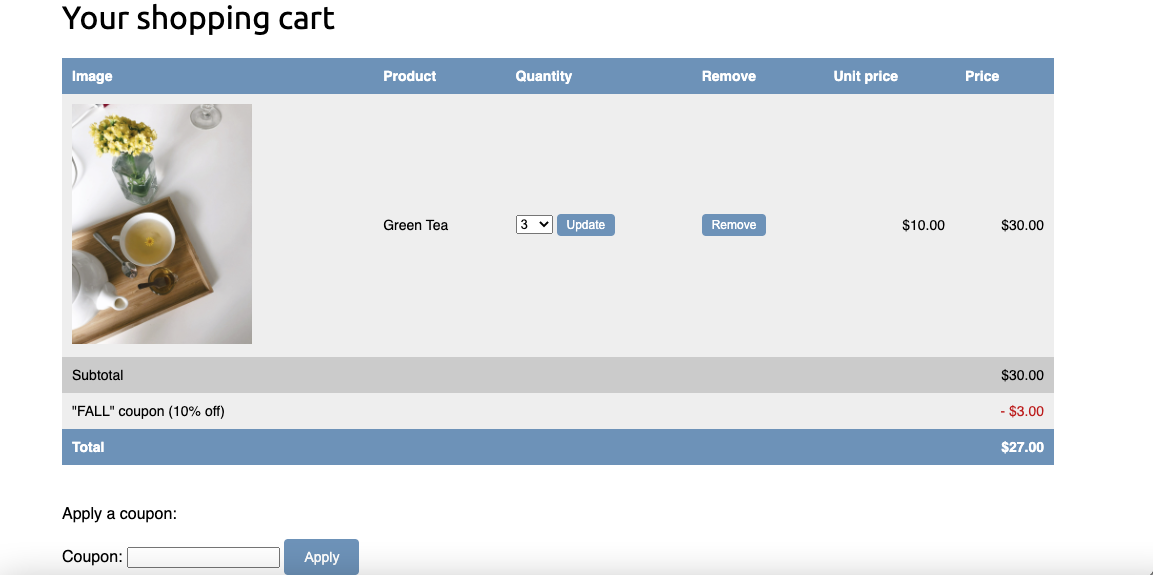 Your shopping cart
Image Product Quantity Remove Unit price Price
Green Tea 3 Update Remove $10.00 $30.00
Subtotal $30.00
"FALL" coupon (10% off) - $3.00
Total $27.00
Apply a coupon:
Coupon: Apply